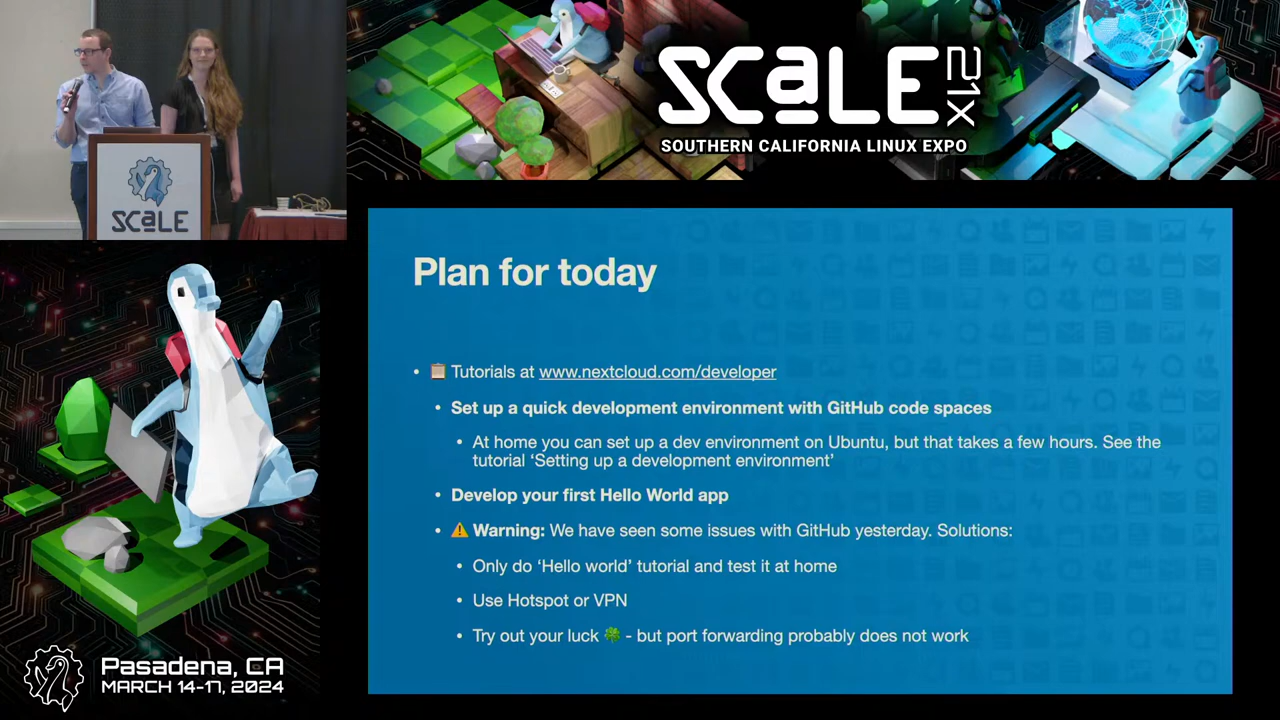 SCALE 21X
SOUTHERN CALIFORNIA LINUX EXPO
SCALE
Plan for today
• 📋 Tutorials at www.nextcloud.com/developer
• Set up a quick development environment with GitHub code spaces
• At home you can set up a dev environment on Ubuntu, but that takes a few hours. See the
tutorial ‘Setting up a development environment’
• Develop your first Hello World app
• ⚠️ Warning: We have seen some issues with GitHub yesterday. Solutions:
• Only do ‘Hello world’ tutorial and test it at home
• Use Hotspot or VPN
• Try out your luck 🍀 - but port forwarding probably does not work
Pasadena, CA
MARCH 14-17, 2024